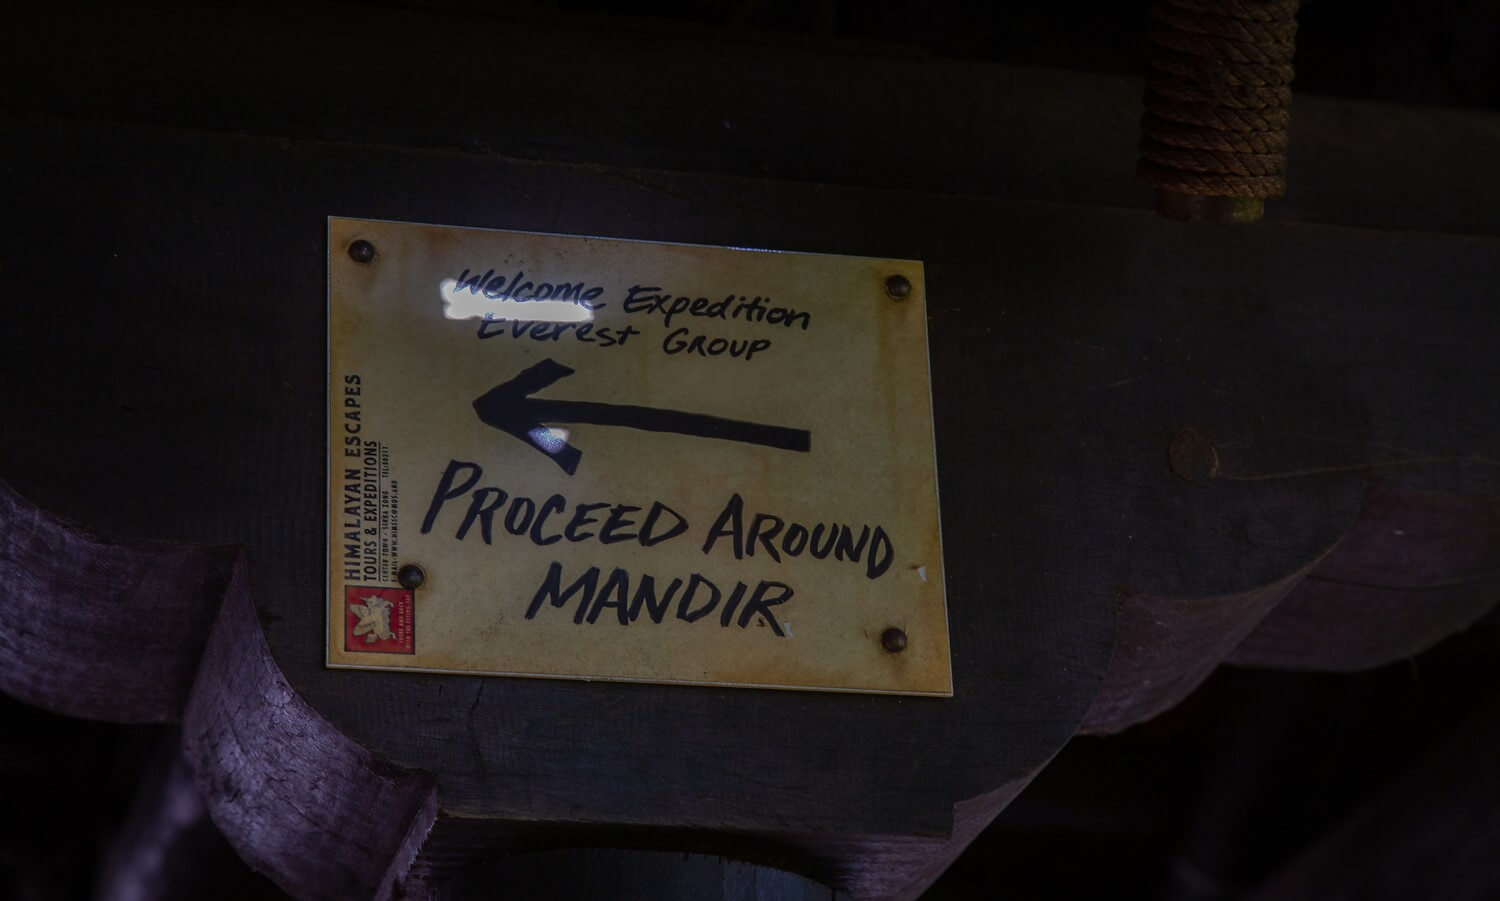 Welcome Expedition
Everest GROUP
PROCEED AROUND
MANDIR
HIMALAYAN ESCAPES
TOURS & EXPEDITIONS